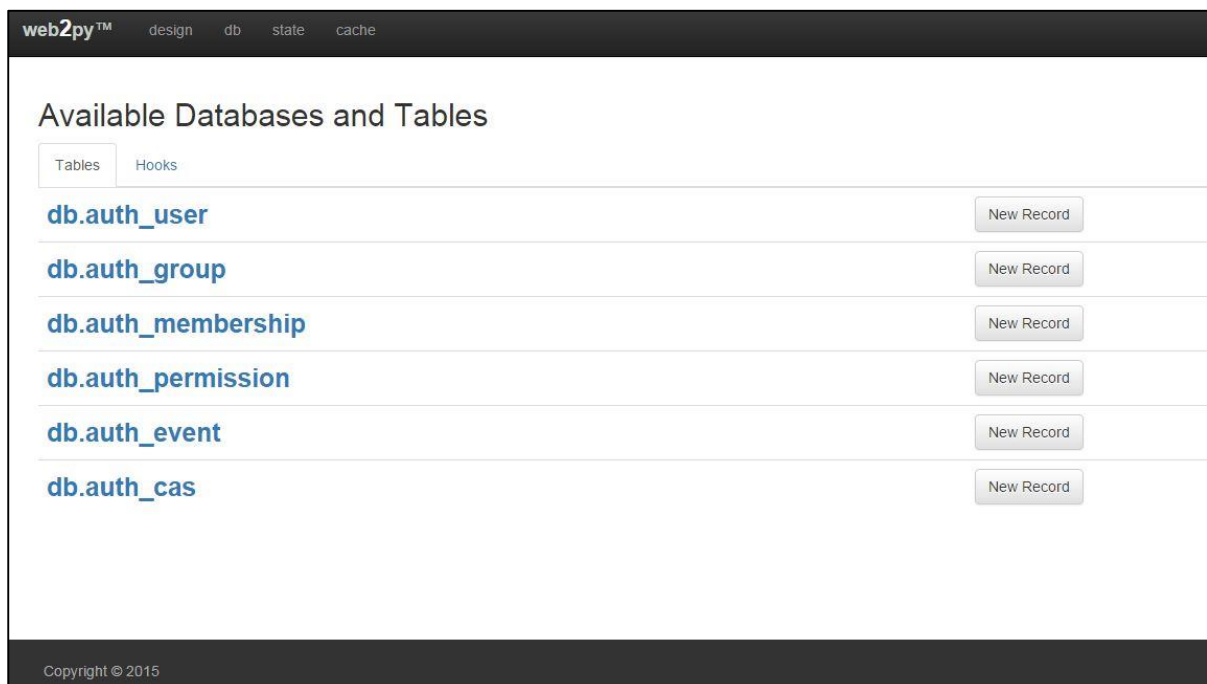 web2py™ design db state cache
Available Databases and Tables
Tables Hooks
db.auth_user New Record
db.auth_group New Record
db.auth_membership New Record
db.auth_permission New Record
db.auth_event New Record
db.auth_cas New Record
Copyright © 2015